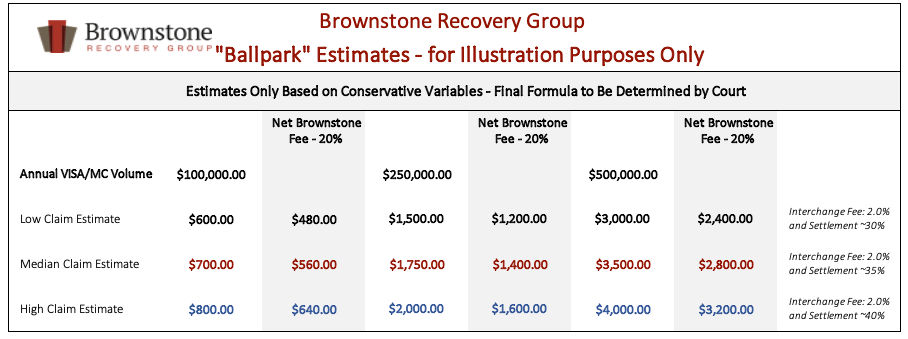 Brownstone
RECOVERY GROUP
Brownstone Recovery Group
"Ballpark" Estimates - for Illustration Purposes Only
Estimates Only Based on Conservative Variables - Final Formula to Be Determined by Court
Net Brownstone Fee - 20% Net Brownstone Fee - 20% Net Brownstone Fee - 20%
Annual VISA/MC Volume $100,000.00 $250,000.00 $500,000.00
Low Claim Estimate $600.00 $480.00 $1,500.00 $1,200.00 $3,000.00 $2,400.00 Interchange Fee: 2.0% and Settlement ~30%
Median Claim Estimate $700.00 $560.00 $1,750.00 $1,400.00 $3,500.00 $2,800.00 Interchange Fee: 2.0% and Settlement ~35%
High Claim Estimate $800.00 $640.00 $2,000.00 $1,600.00 $4,000.00 $3,200.00 Interchange Fee: 2.0% and Settlement ~40%